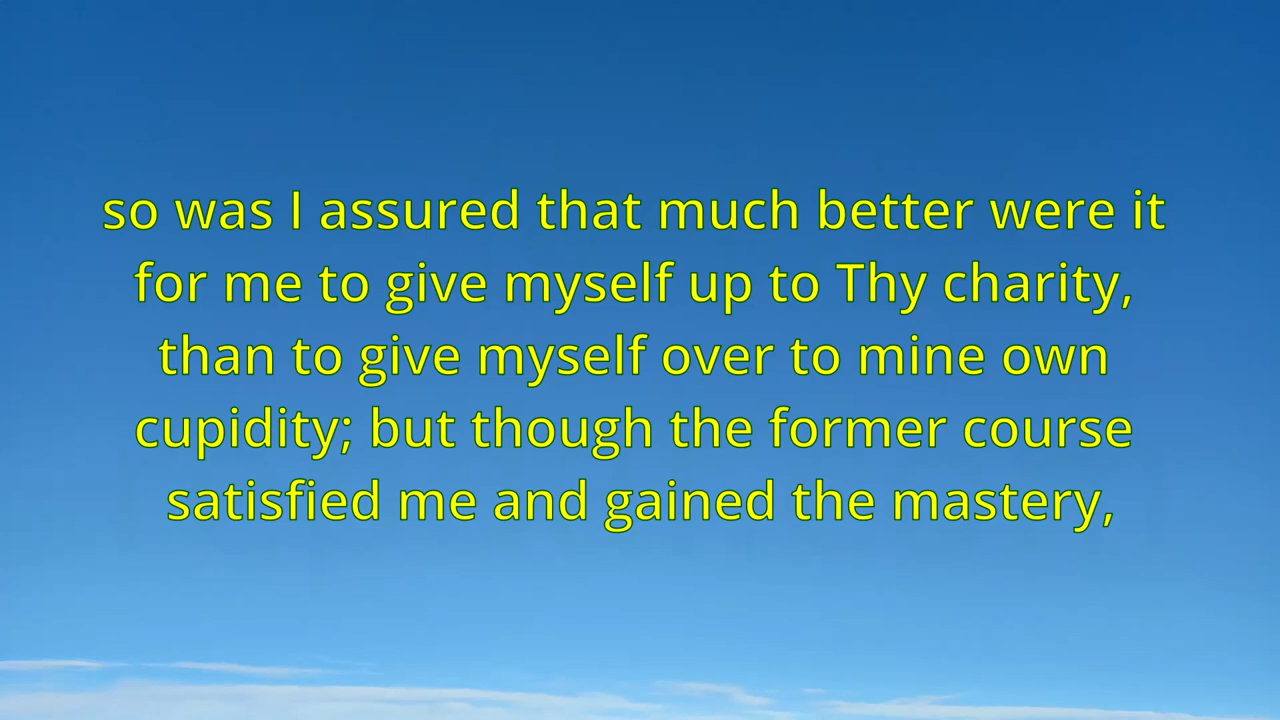 so was I assured that much better were it
for me to give myself up to Thy charity,
than to give myself over to mine own
cupidity; but though the former course
satisfied me and gained the mastery,